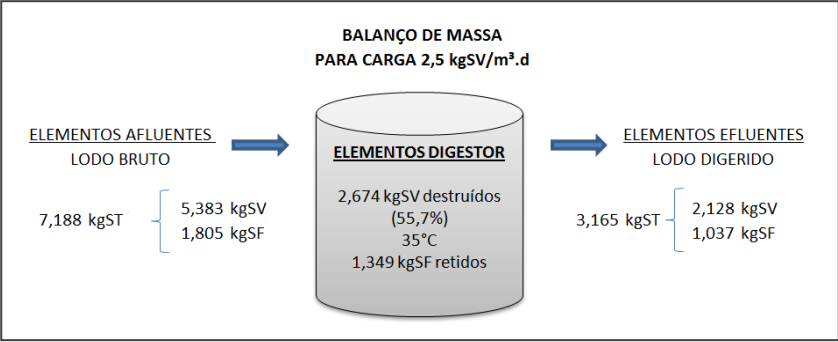 BALANÇO DE MASSA
PARA CARGA 2,5 kgSV/m³.d
ELEMENTOS AFLUENTES
LODO BRUTO
7,188 kgST
5,383 kgSV
1,805 kgSF
ELEMENTOS DIGESTOR
2,674 kgSV destruídos
(55,7%)
35°C
1,349 kgSF retidos
ELEMENTOS EFLUENTES
LODO DIGERIDO
3,165 kgST
2,128 kgSV
1,037 kgSF